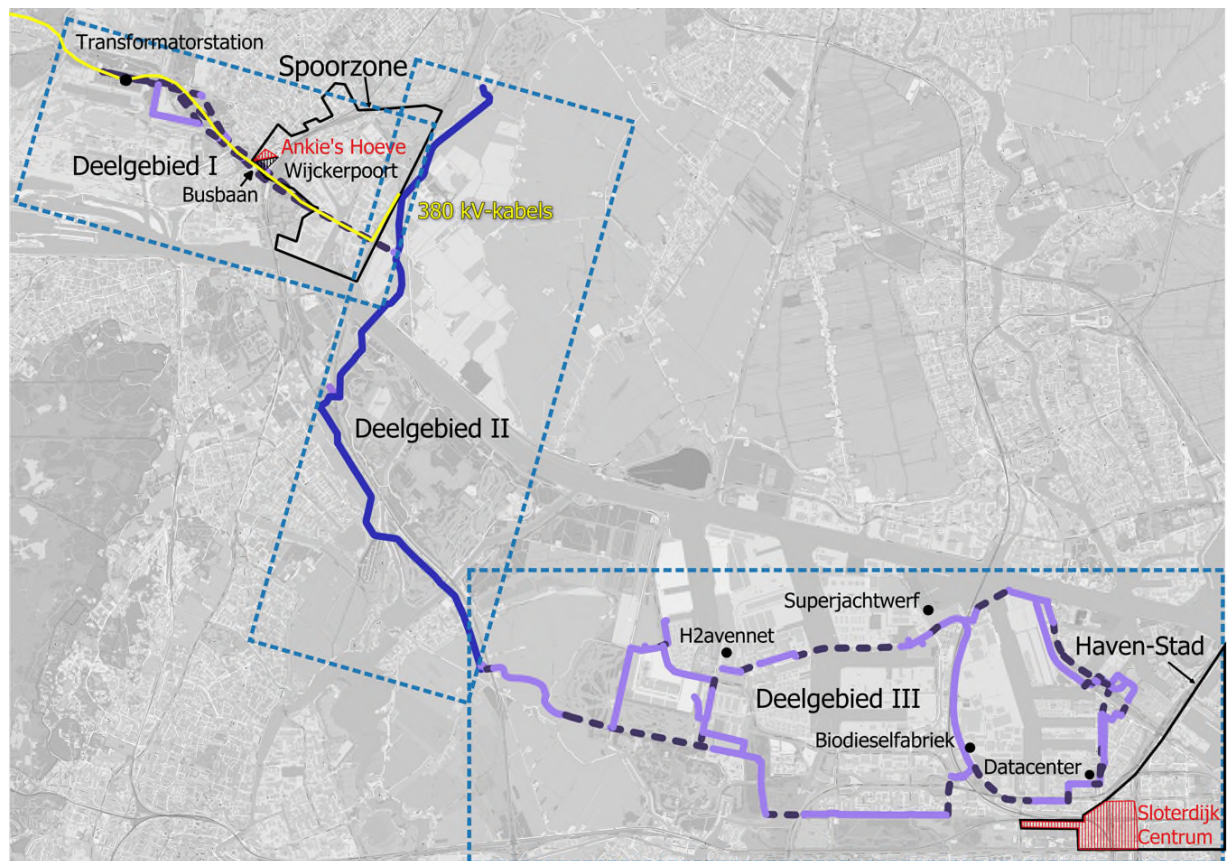 Transformatorstation
Spoorzone
Ankie's Hoeve
Deelgebied I
Wijckerpoort
Busbaan
380 kV-kabels
Deelgebied II
Superjachtwerf
H2avennet
Haven-Stad
Deelgebied III
Biodieselfabriek
Datacenter
Sloterdijk
Centrum